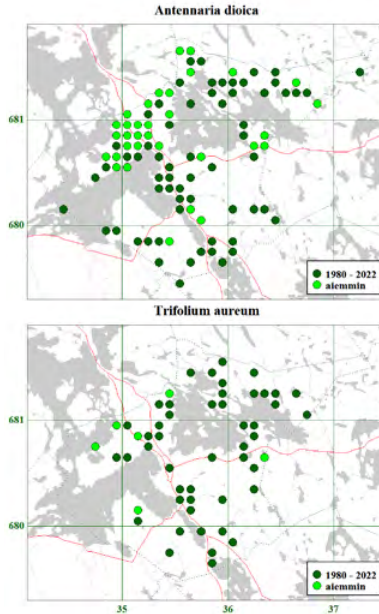 Antennaria dioica
681
680
1980 - 2022
aiemmin
Trifolium aureum
681
680
1980 - 2022
aiemmin
35 36 37